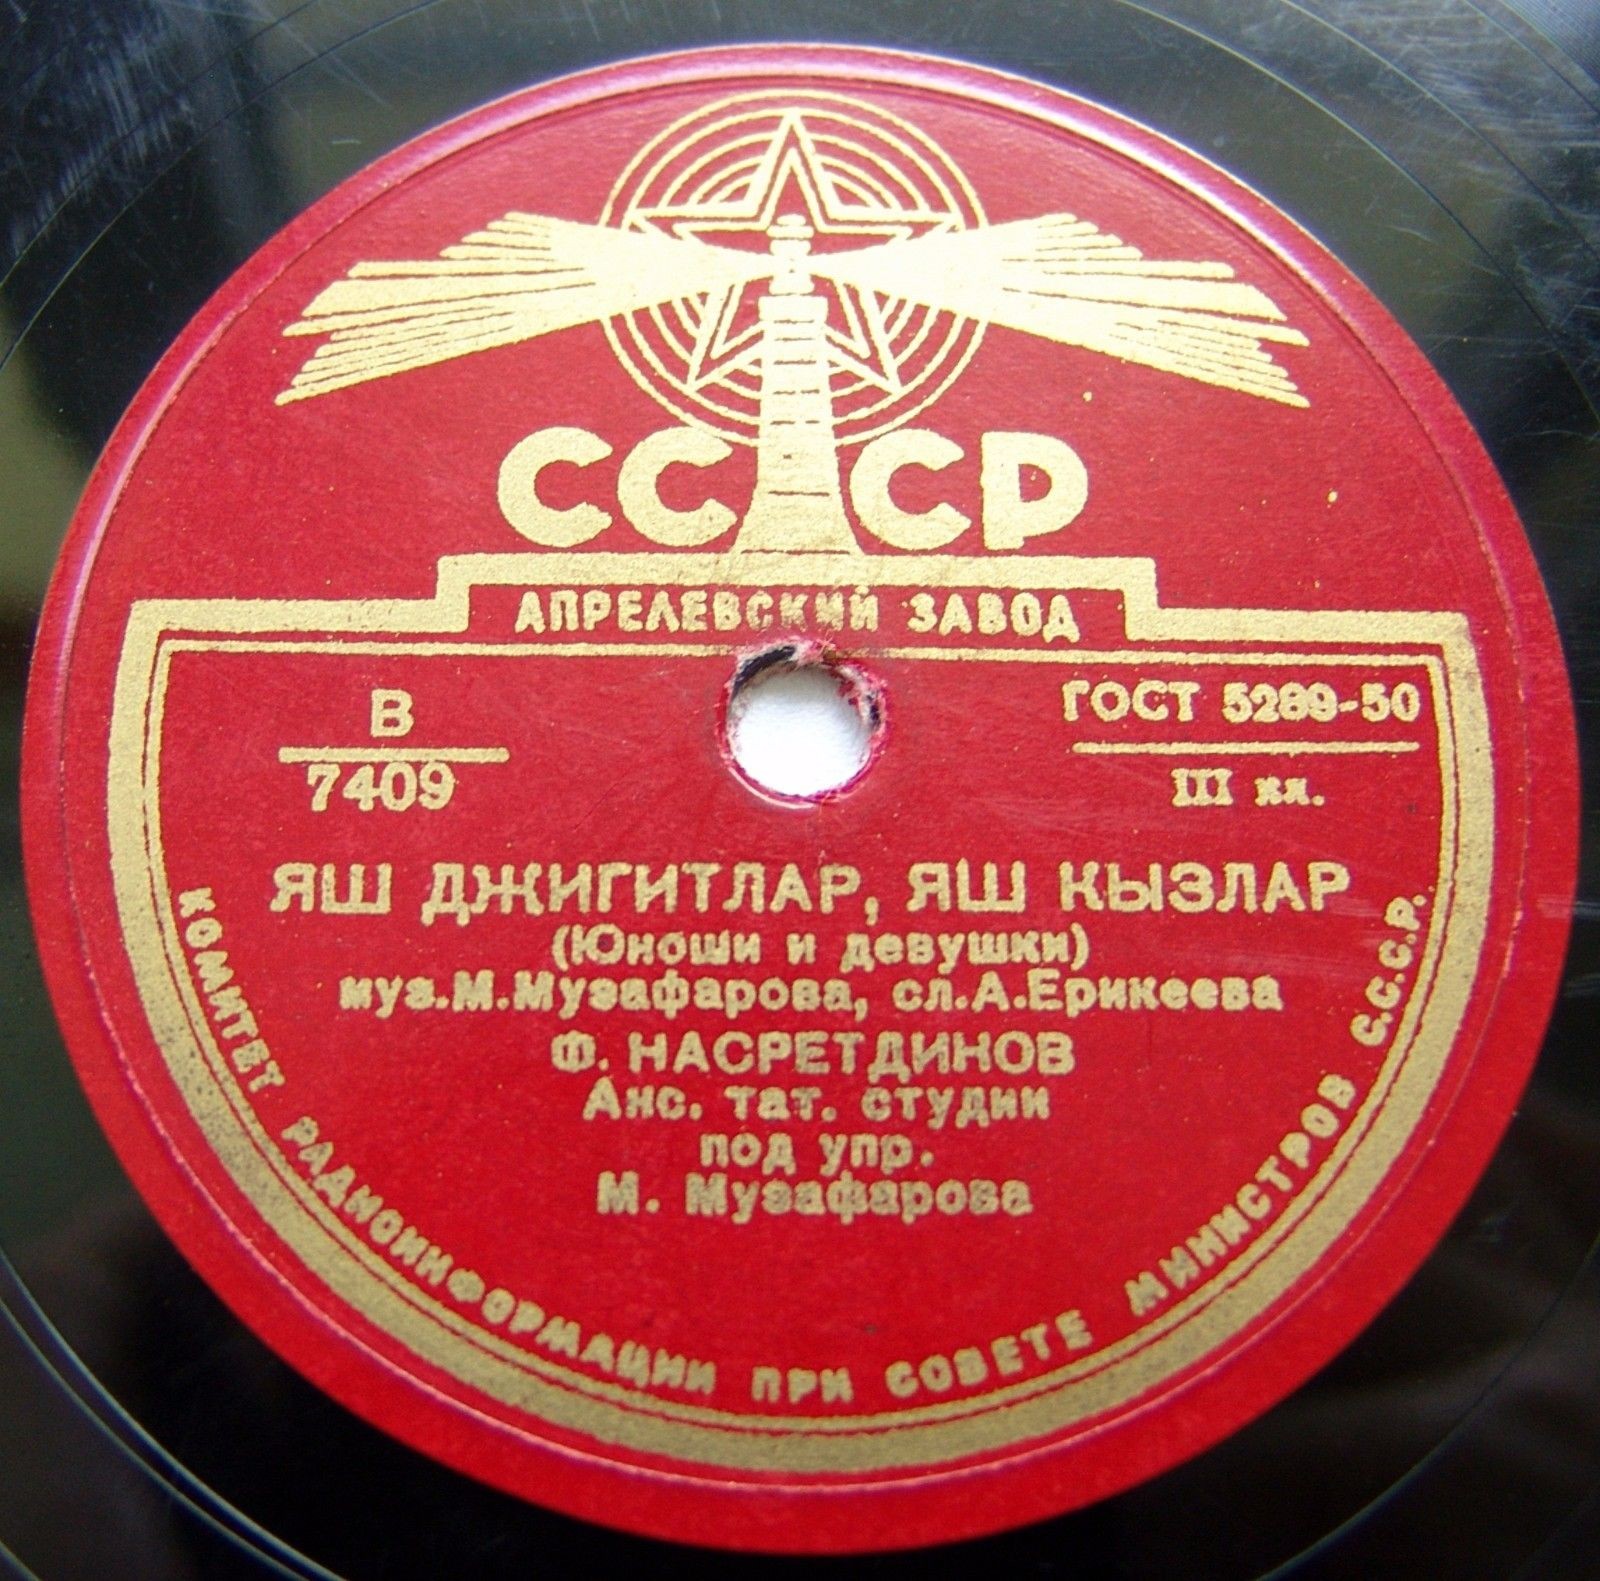 СССР
АПРЕЛЕВСКИЙ ЗАВОД
В
7409
ГОСТ 5289-50
III кл.
ЯШ ДЖИГИТЛАР, ЯШ КЫЗЛАР
(Юноши и девушки)
муз.М.Музафарова, сл.А.Ерикеева
Ф. НАСРЕТДИНОВ
Анс. тат. студии
под упр.
М. Музафарова
КОМИТЕТ РАДИОИНФОРМАЦИИ ПРИ СОВЕТЕ МИНИСТРОВ С.С.С.Р.